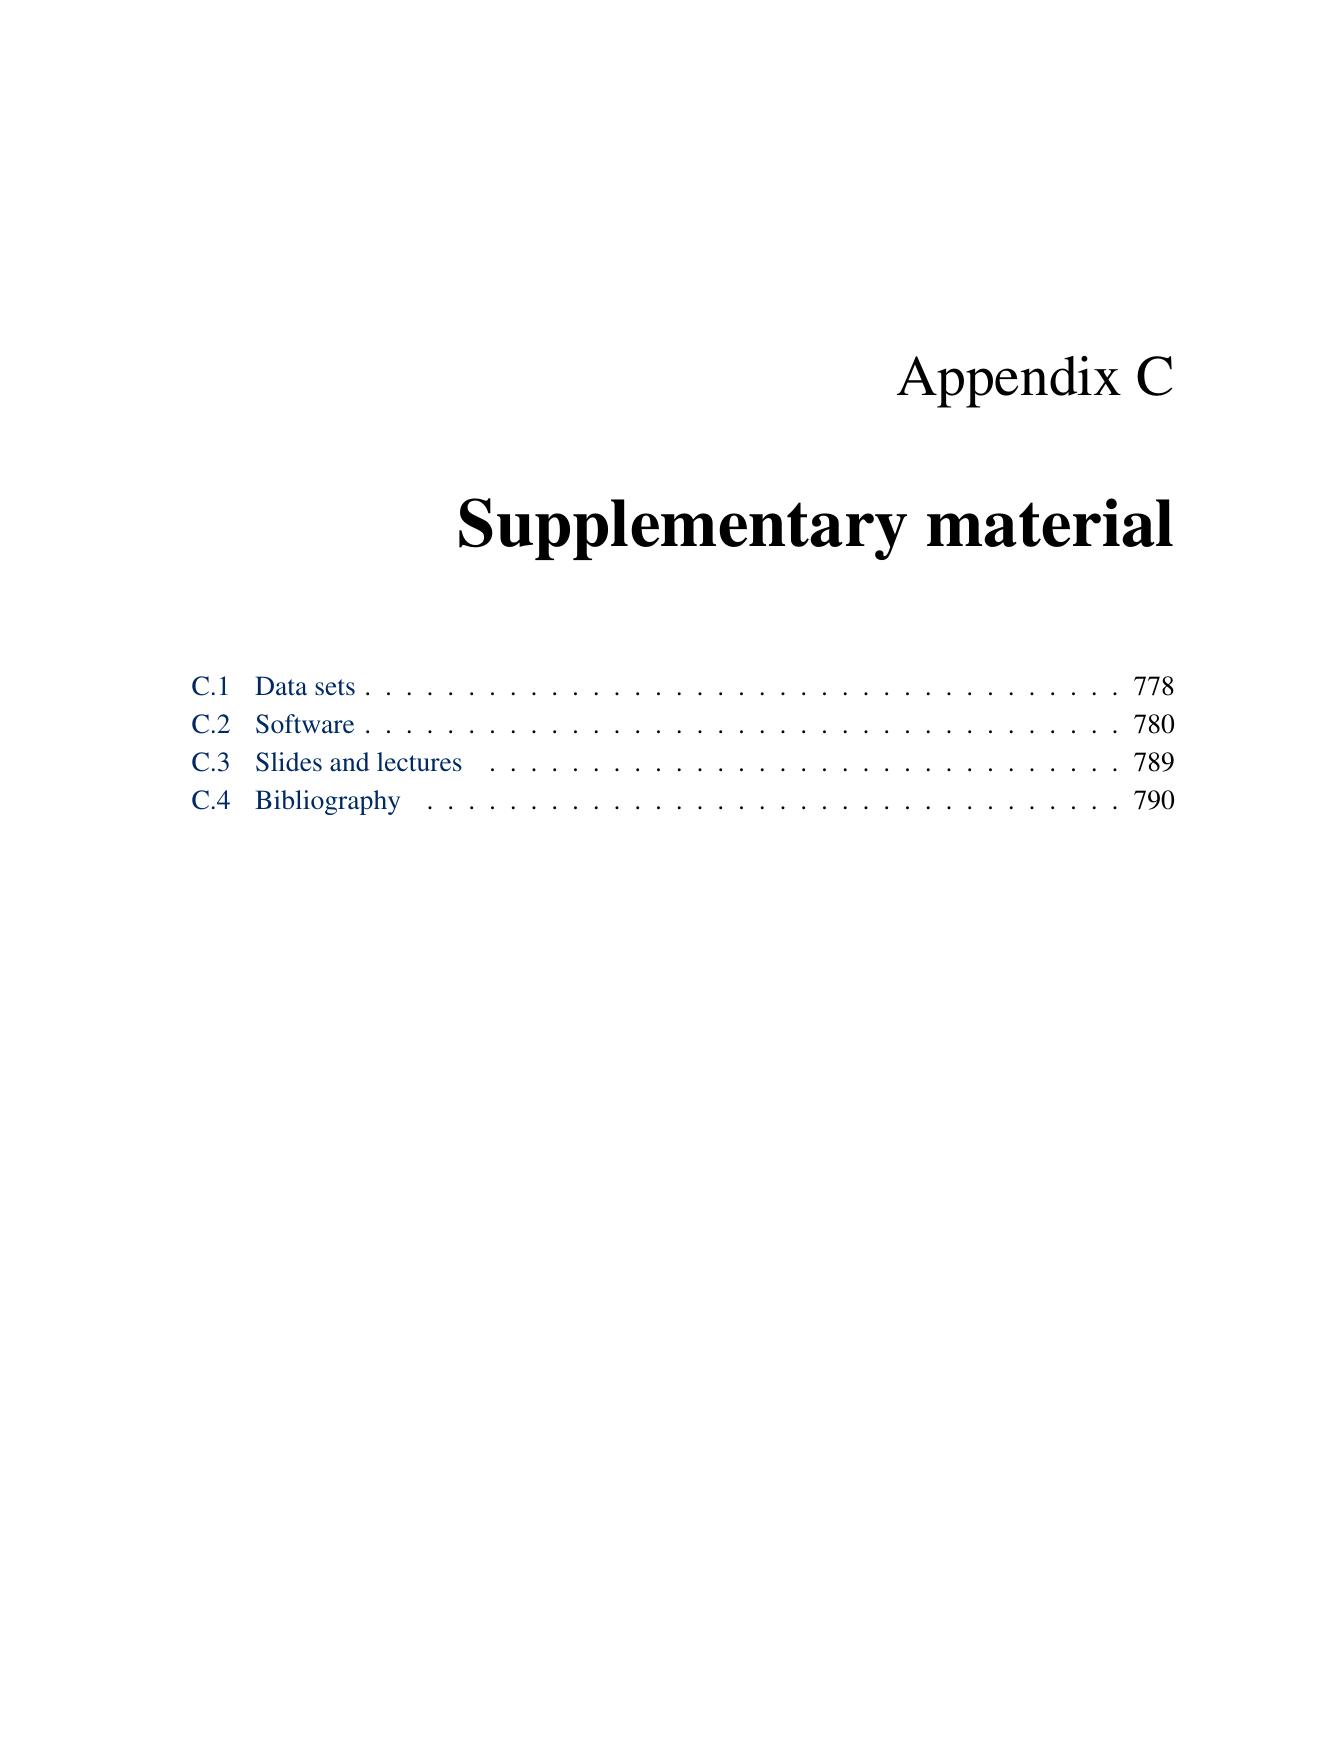 Appendix C
Supplementary material
C.1 Data sets . . . . . . . . . . . . . . . . . . . . . . . . . . . . . . . . . . . . . 778
C.2 Software . . . . . . . . . . . . . . . . . . . . . . . . . . . . . . . . . . . . . 780
C.3 Slides and lectures . . . . . . . . . . . . . . . . . . . . . . . . . . . . . . . 789
C.4 Bibliography . . . . . . . . . . . . . . . . . . . . . . . . . . . . . . . . . . 790